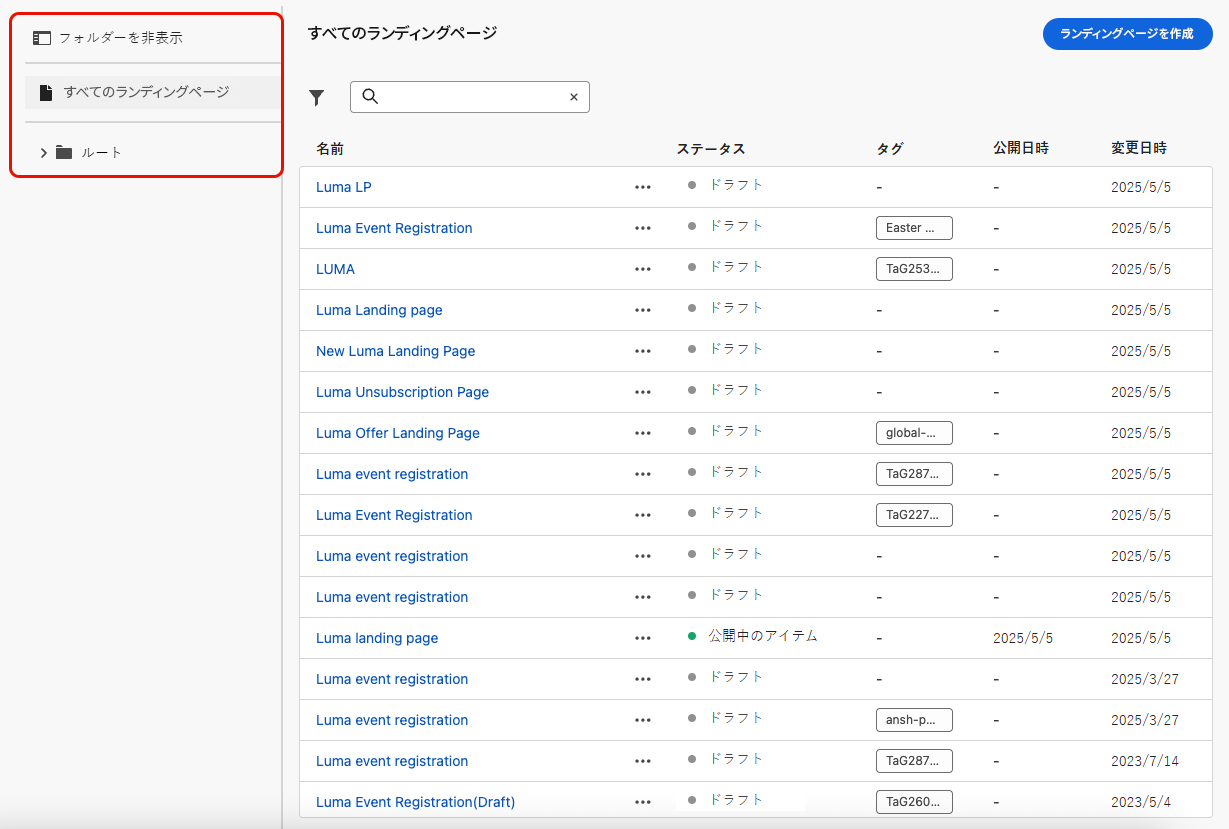 フォルダーを非表示
すべてのランディングページ
ルート
すべてのランディングページ
ランディングページを作成
名前 ステータス タグ 公開日時 変更日時
Luma LP ••• ドラフト - - 2025/5/5
Luma Event Registration ••• ドラフト Easter ... - 2025/5/5
LUMA ••• ドラフト TaG253... - 2025/5/5
Luma Landing page ••• ドラフト - - 2025/5/5
New Luma Landing Page ••• ドラフト - - 2025/5/5
Luma Unsubscription Page ••• ドラフト - - 2025/5/5
Luma Offer Landing Page ••• ドラフト global-... - 2025/5/5
Luma event registration ••• ドラフト TaG287... - 2025/5/5
Luma Event Registration ••• ドラフト TaG227... - 2025/5/5
Luma event registration ••• ドラフト - - 2025/5/5
Luma event registration ••• ドラフト - - 2025/5/5
Luma landing page ••• 公開中のアイテム - 2025/5/5 2025/5/5
Luma event registration ••• ドラフト - - 2025/3/27
Luma event registration ••• ドラフト ansh-p... - 2025/3/27
Luma event registration ••• ドラフト TaG287... - 2023/7/14
Luma Event Registration(Draft) ••• ドラフト TaG260... - 2023/5/4